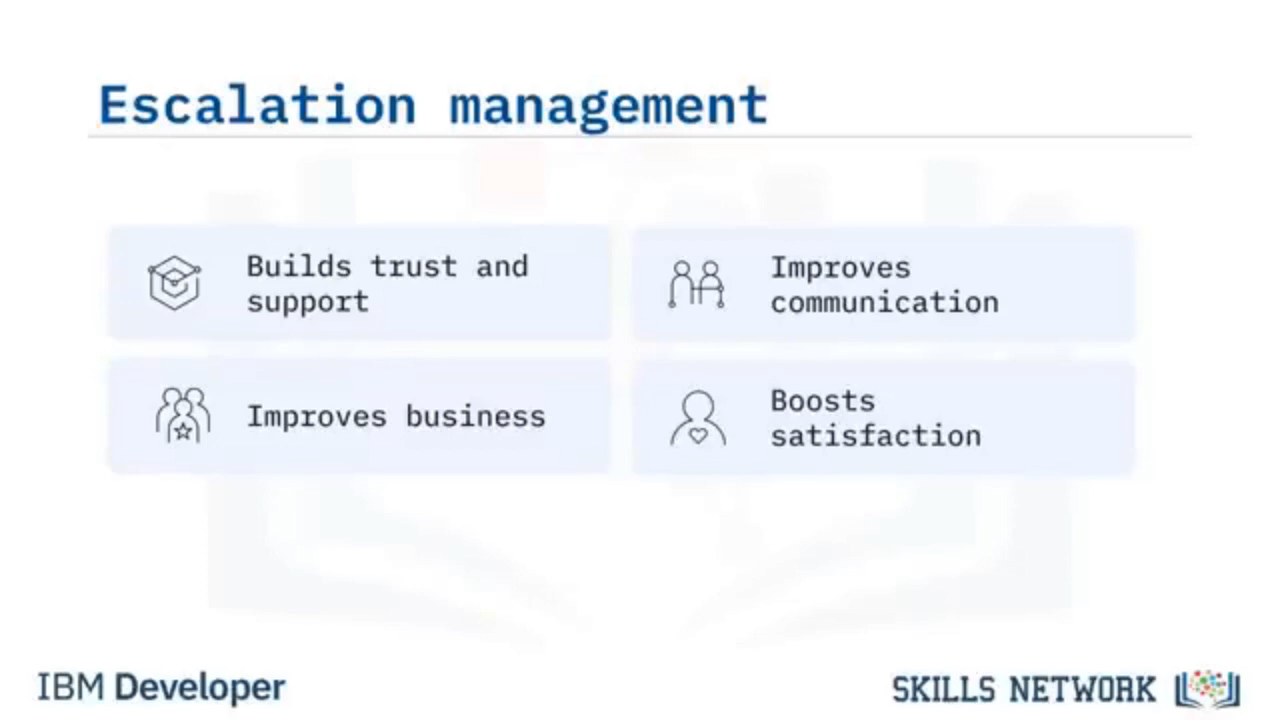 Escalation management
Builds trust and
support
Improves
communication
Improves business
Boosts
satisfaction
IBM Developer
SKILLS NETWORK